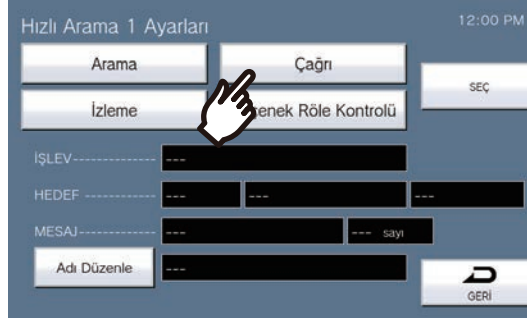 Hızlı Arama 1 Ayarları
12:00 PM
Arama
Çağrı
SEÇ
İzleme
enek Röle Kontrolü
İŞLEV-------------- ---
HEDEF ------------ --- --- ---
MESAJ------------- --- --- sayı
Adı Düzenle ---
GERİ